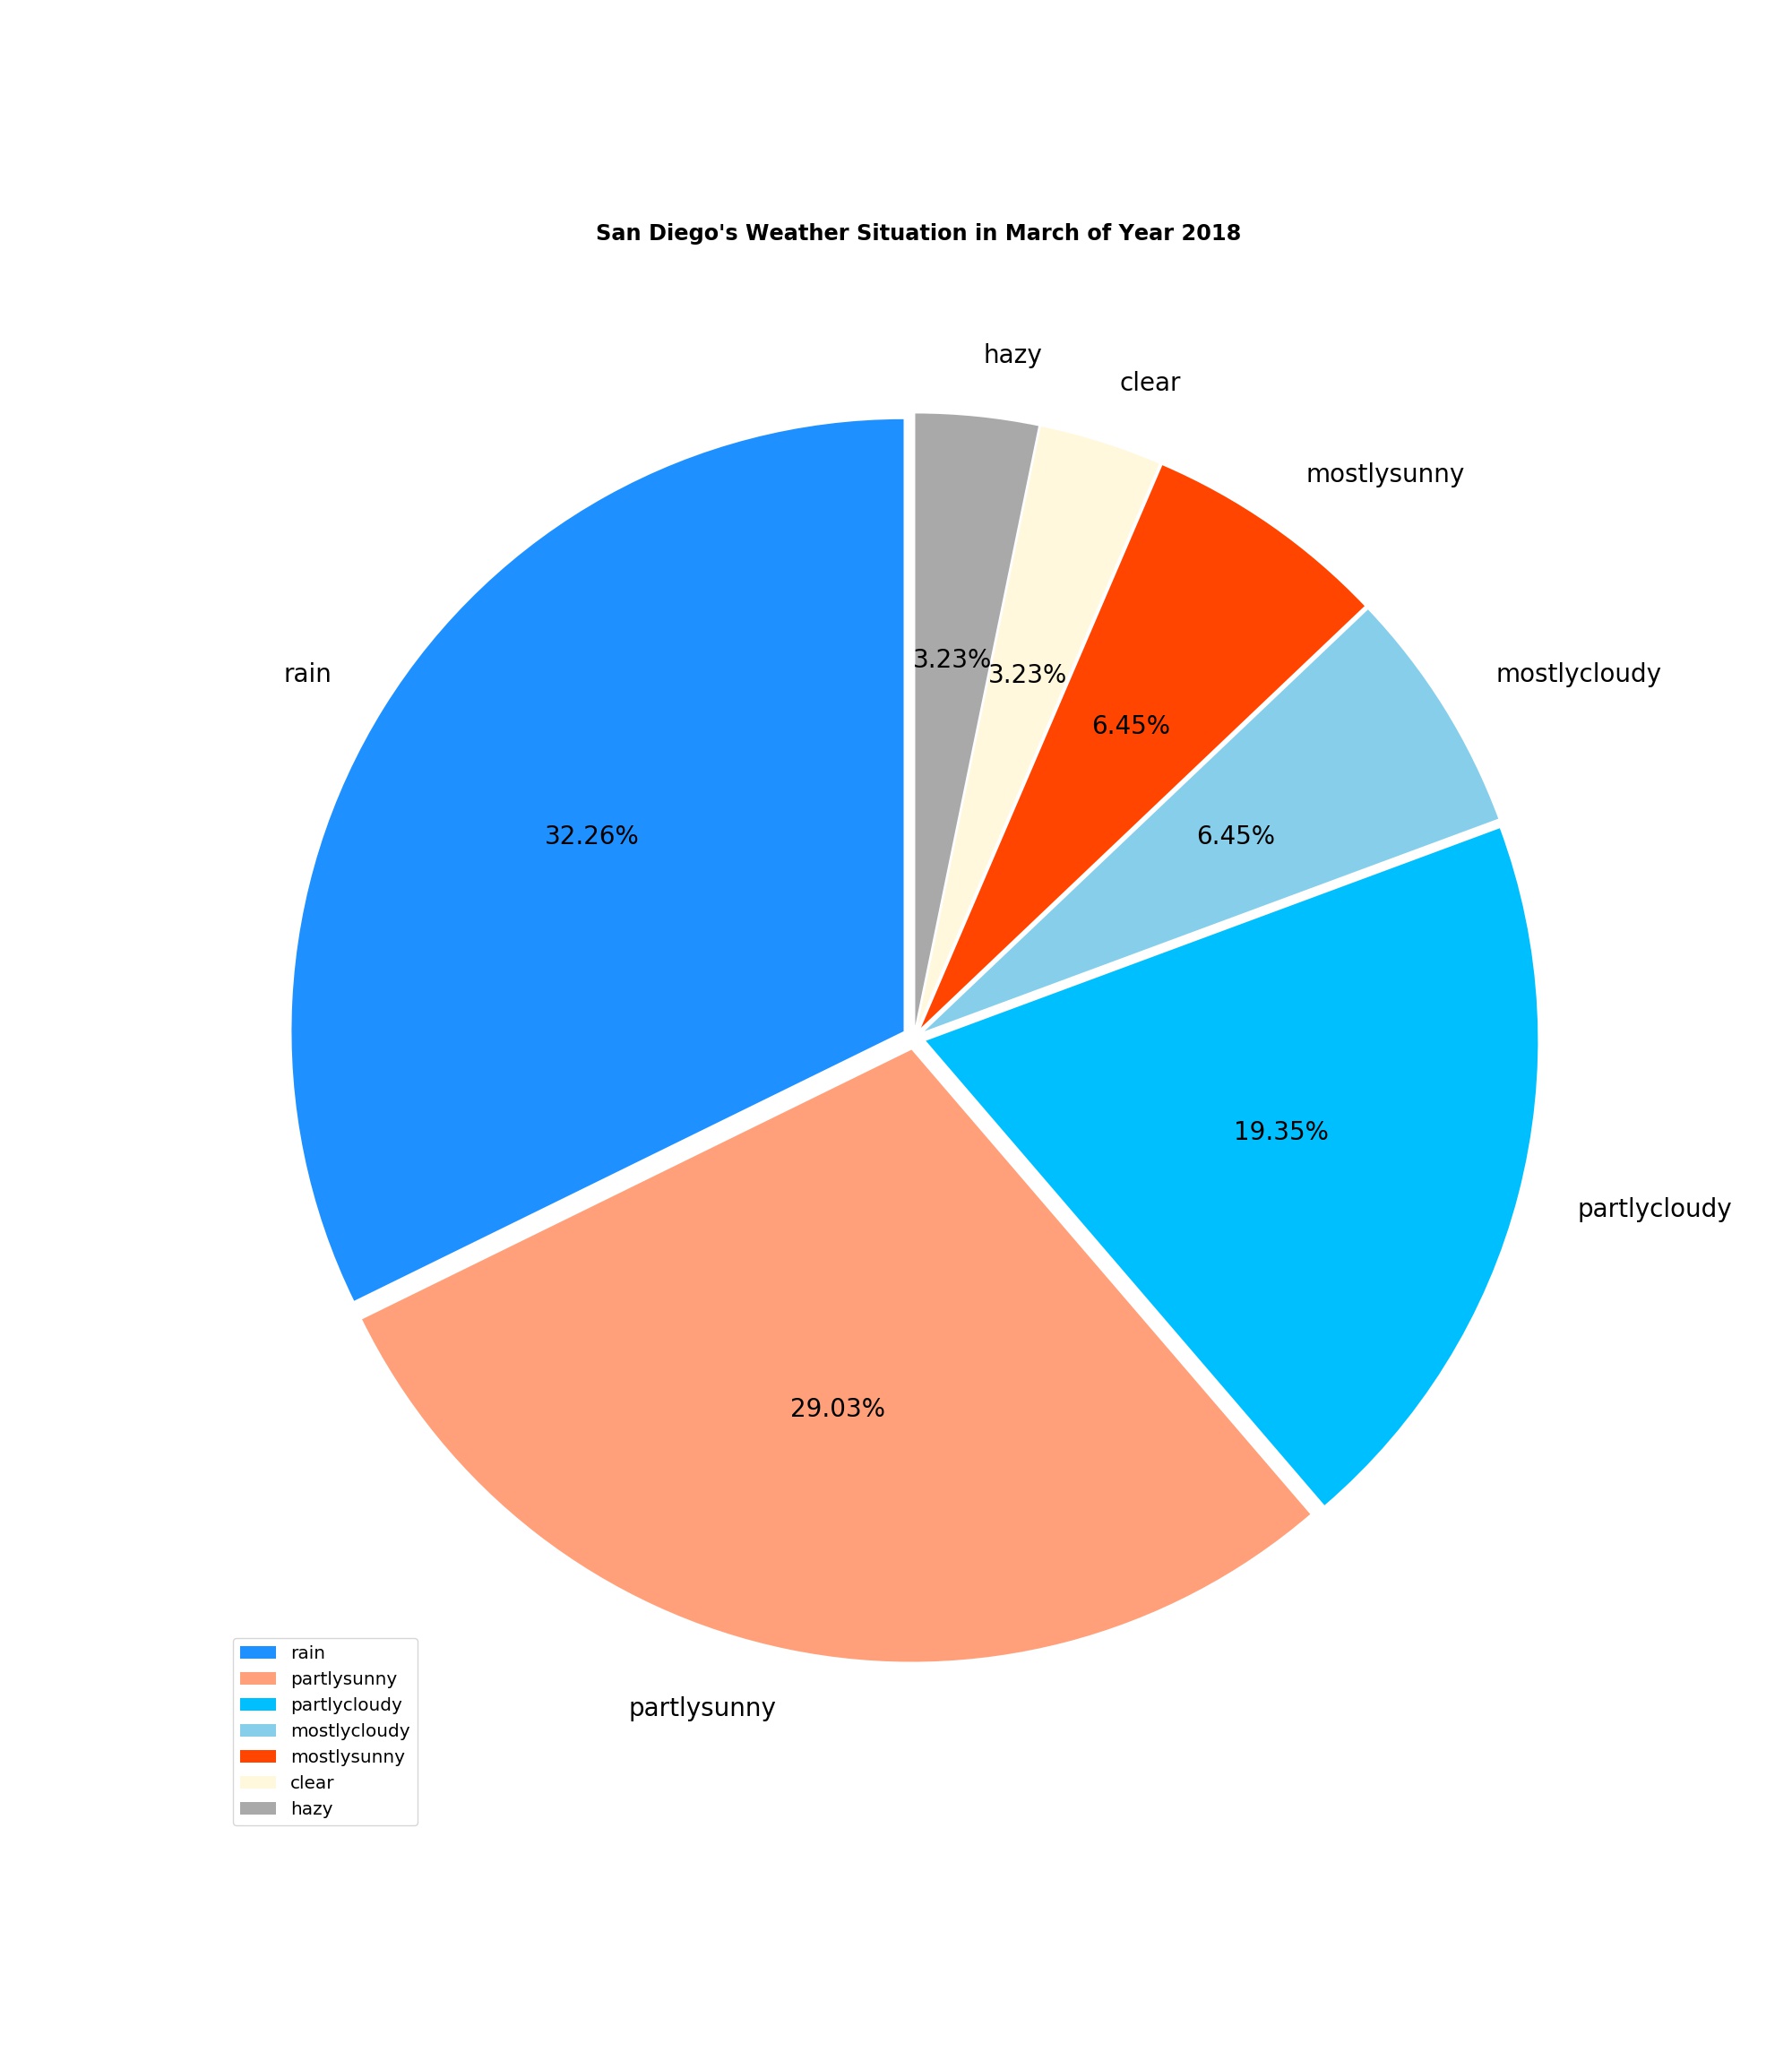 San Diego's Weather Situation in March of Year 2018
hazy
clear
mostlysunny
mostlycloudy
rain
3.23%
3.23%
6.45%
6.45%
32.26%
19.35%
partlycloudy
29.03%
partlysunny
rain
partlysunny
partlycloudy
mostlycloudy
mostlysunny
clear
hazy